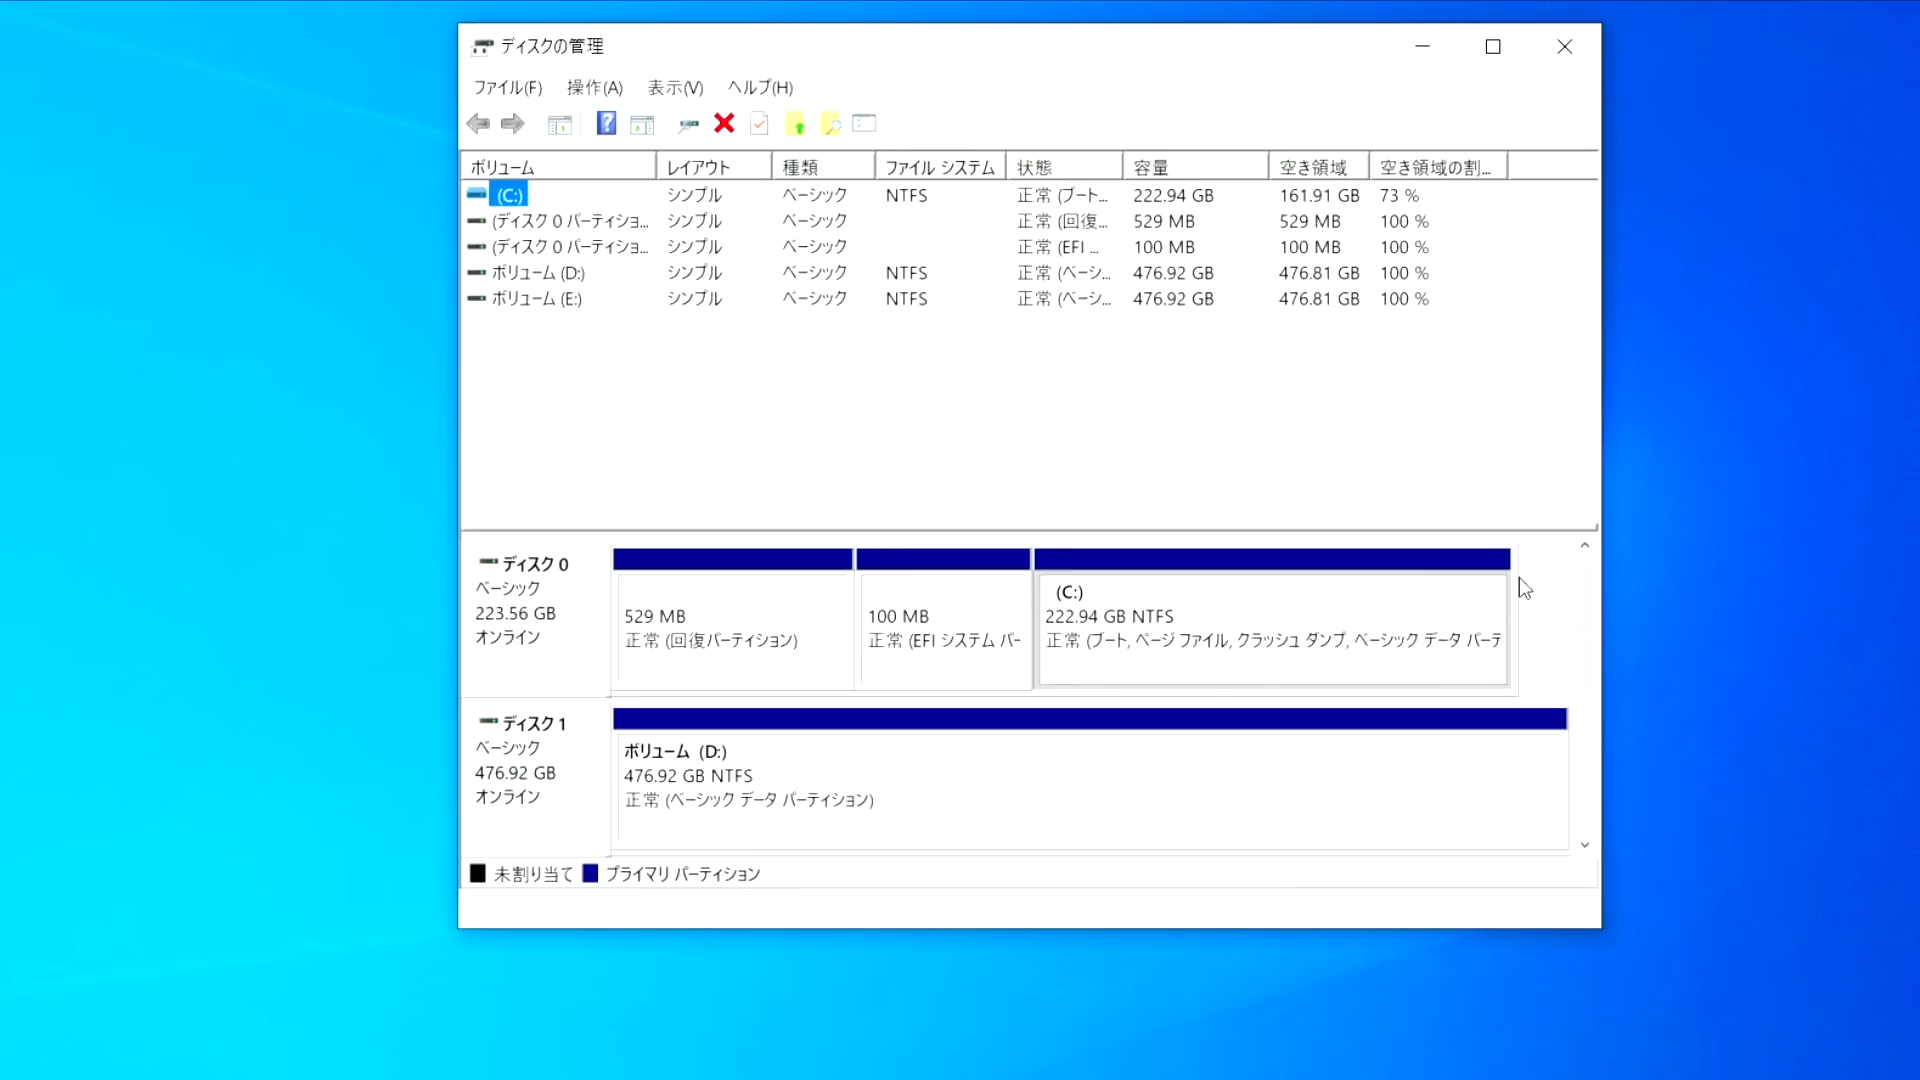 ディスクの管理
ファイル(F) 操作(A) 表示(V) ヘルプ(H)
ボリューム レイアウト 種類 ファイル システム 状態 容量 空き領域 空き領域の割...
(C:) シンプル ベーシック NTFS 正常 (ブート... 222.94 GB 161.91 GB 73 %
(ディスク 0 パーティショ... シンプル ベーシック 正常 (回復... 529 MB 529 MB 100 %
(ディスク 0 パーティショ... シンプル ベーシック 正常 (EFI ... 100 MB 100 MB 100 %
ボリューム (D:) シンプル ベーシック NTFS 正常 (ベーシ... 476.92 GB 476.81 GB 100 %
ボリューム (E:) シンプル ベーシック NTFS 正常 (ベーシ... 476.92 GB 476.81 GB 100 %
ディスク 0
ベーシック
223.56 GB
オンライン
529 MB
正常 (回復パーティション)
100 MB
正常 (EFI システム パー
(C:)
222.94 GB NTFS
正常 (ブート, ページ ファイル, クラッシュ ダンプ, ベーシック データ パーテ
ディスク 1
ベーシック
476.92 GB
オンライン
ボリューム (D:)
476.92 GB NTFS
正常 (ベーシック データ パーティション)
未割り当て プライマリ パーティション